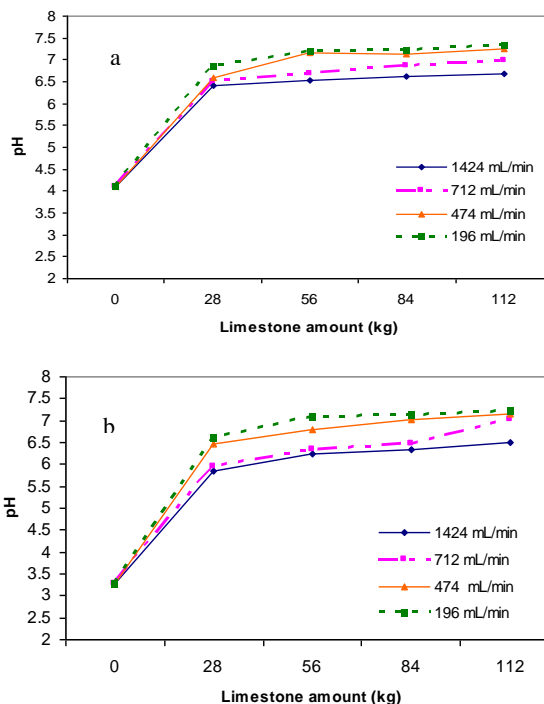 a
8
7.5
7
6.5
6
5.5
5
4.5
4
3.5
3
2.5
2
pH
0 28 56 84 112
Limestone amount (kg)
1424 mL/min
712 mL/min
474 mL/min
196 mL/min
b
8
7.5
7
6.5
6
5.5
5
4.5
4
3.5
3
2.5
2
pH
0 28 56 84 112
Limestone amount (kg)
1424 mL/min
712 mL/min
474 mL/min
196 mL/min